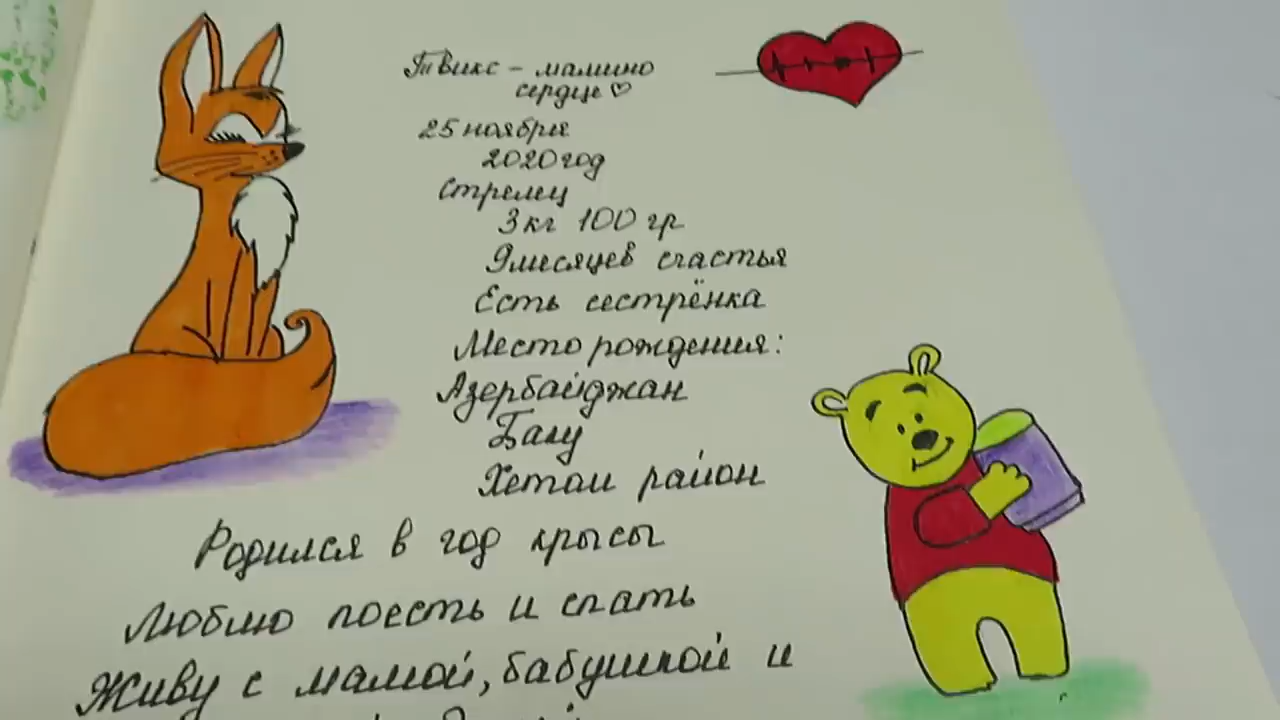 Твикс - мамино
сердце ♡
25 ноября
2020 год
Стрелец
3 кг 100 гр
9 месяцев счастья
Есть сестрёнка
Место рождения:
Азербайджан
Баку
Хетаи район
Родился в год крысы
Люблю поесть и спать
Живу с мамой, бабушкой и